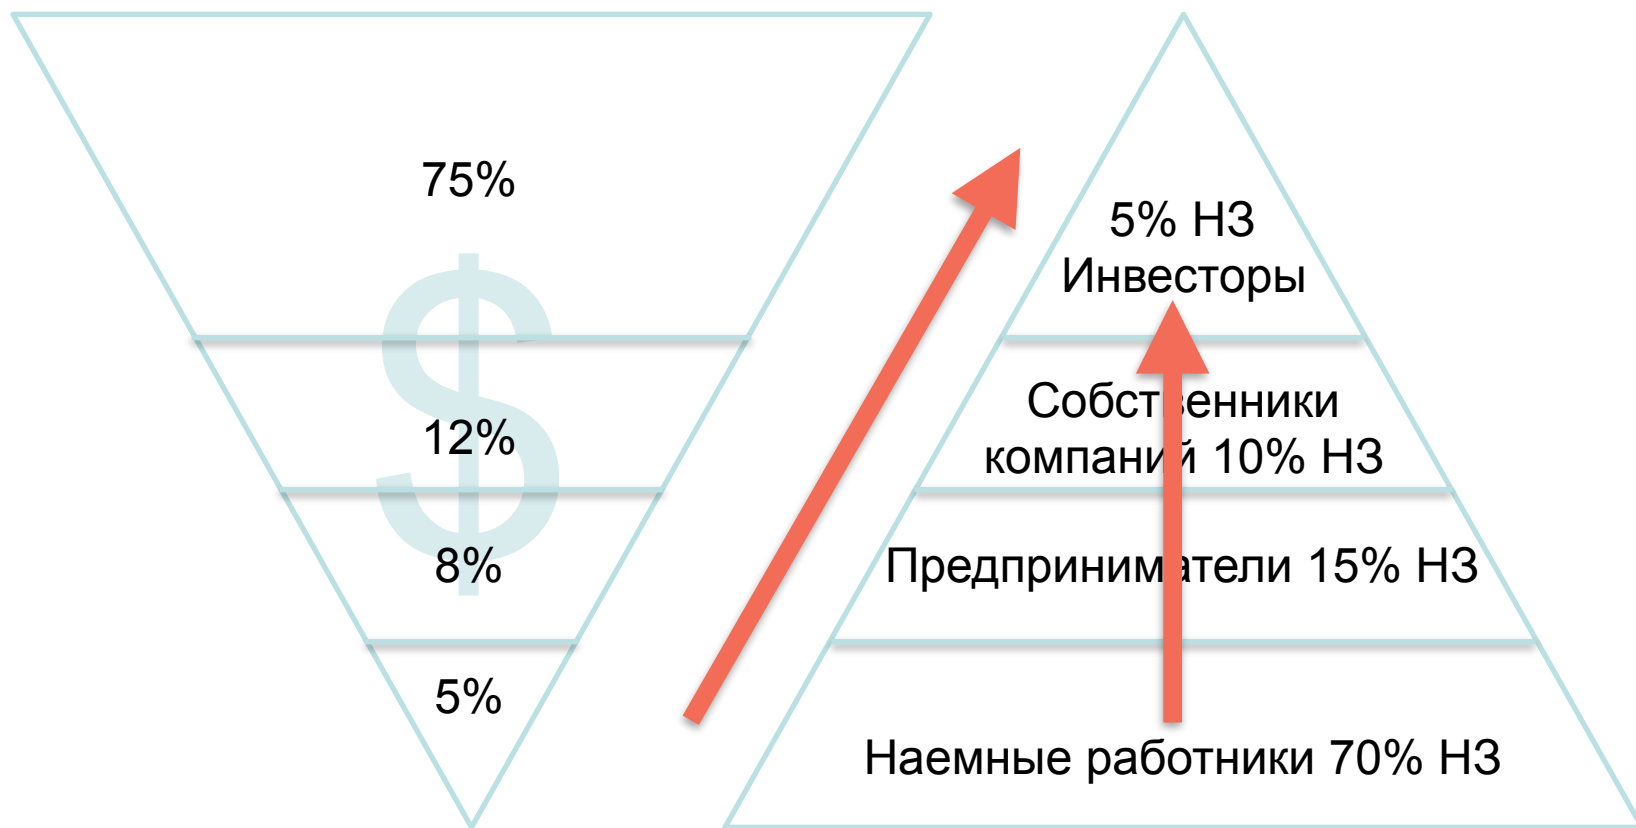 75%
12%
8%
5%
$
5% НЗ
Инвесторы
Собственники
компаний 10% НЗ
Предприниматели 15% НЗ
Наемные работники 70% НЗ